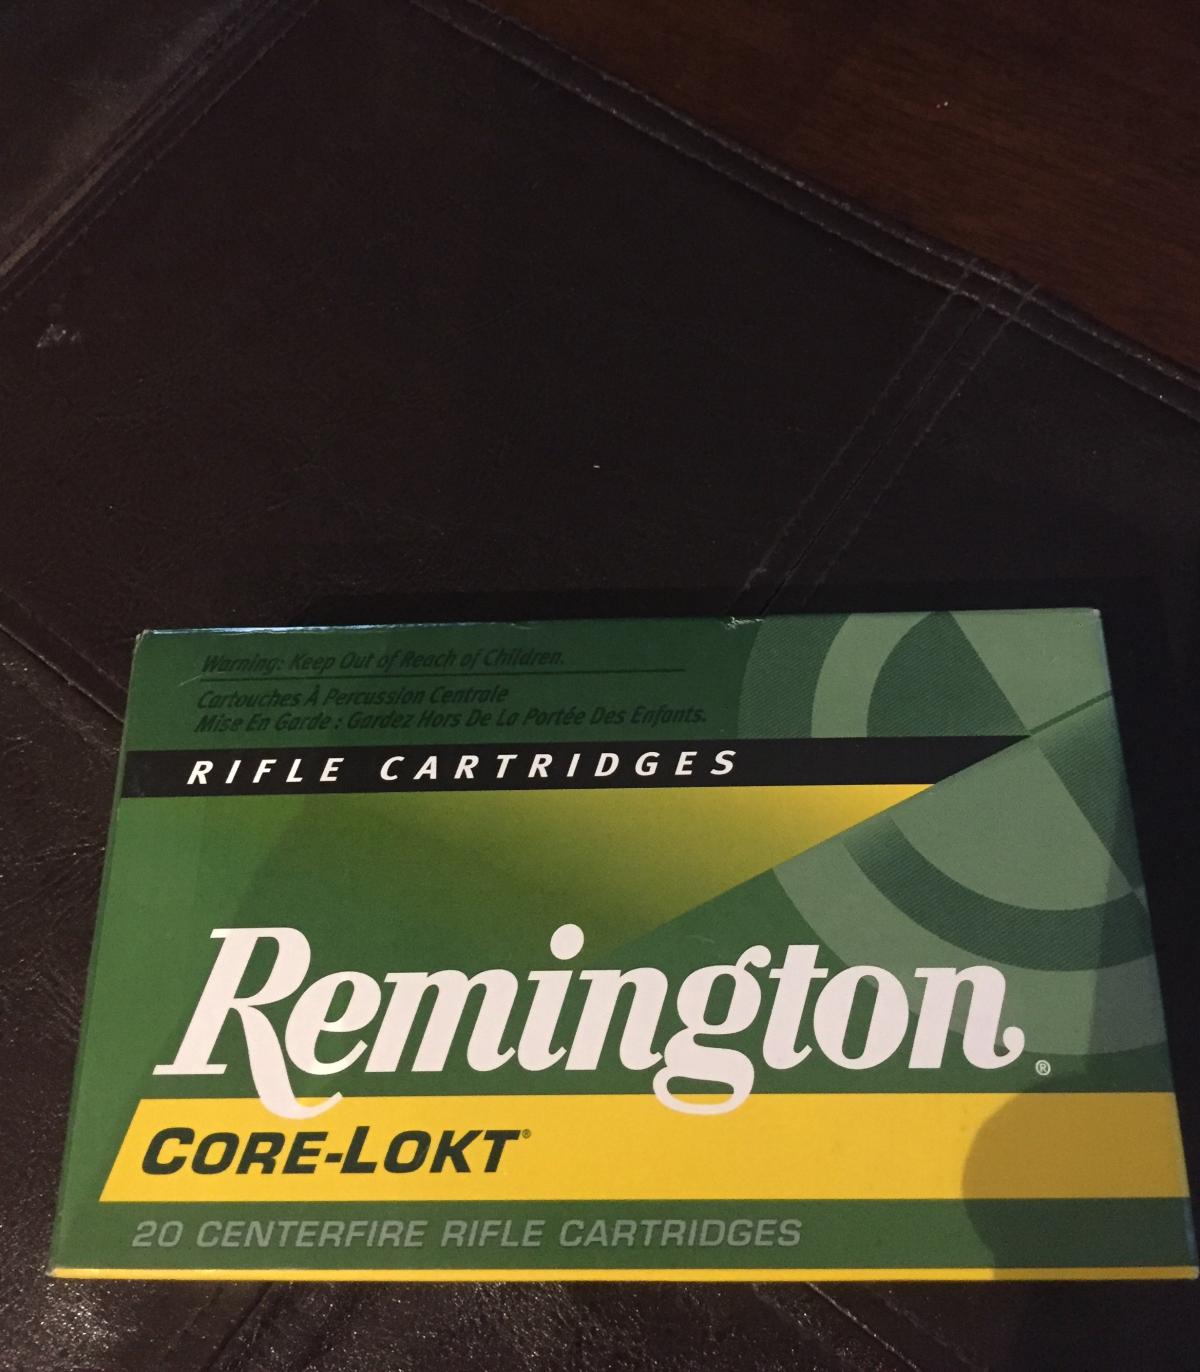 Warning: Keep Out of Reach of Children.
Cartouches À Percussion Centrale
Mise En Garde : Gardez Hors De La Portée Des Enfants.
RIFLE CARTRIDGES
Remington®
CORE-LOKT®
20 CENTERFIRE RIFLE CARTRIDGES